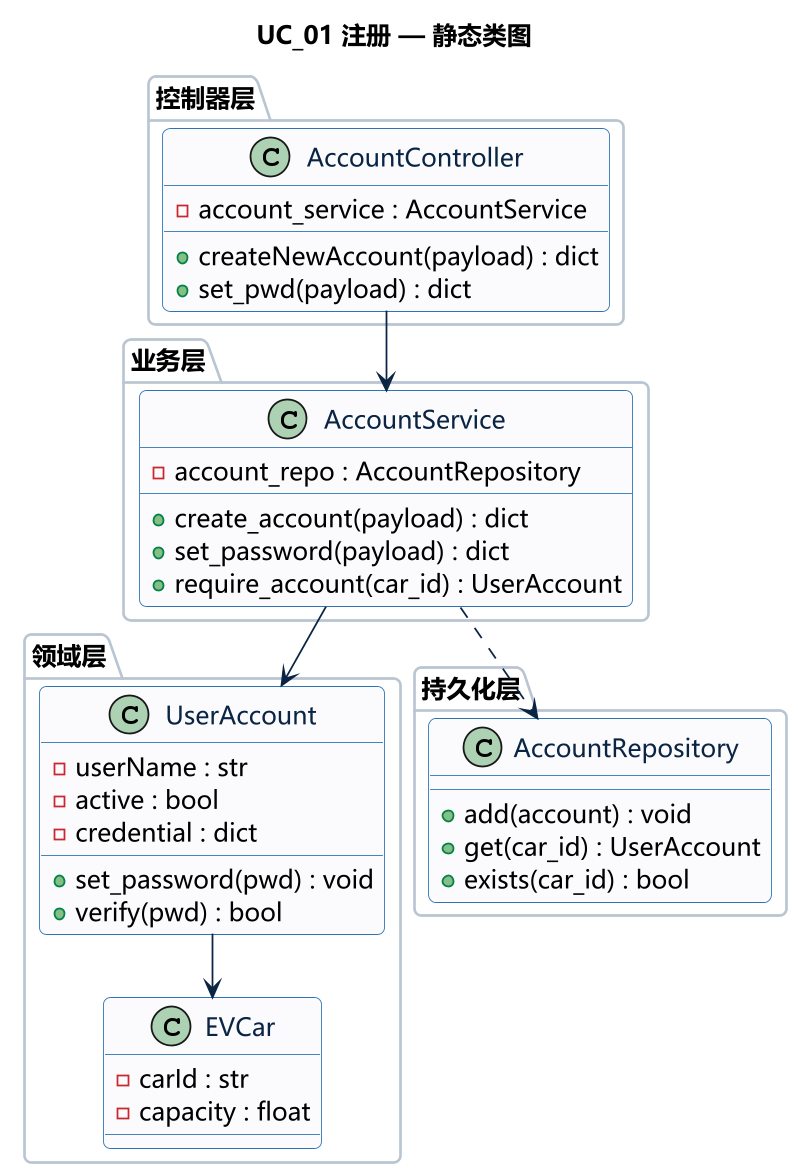 UC_01 注册 — 静态类图
控制器层
C AccountController
account_service : AccountService
createNewAccount(payload) : dict
set_pwd(payload) : dict
业务层
C AccountService
account_repo : AccountRepository
create_account(payload) : dict
set_password(payload) : dict
require_account(car_id) : UserAccount
领域层
C UserAccount
userName : str
active : bool
credential : dict
set_password(pwd) : void
verify(pwd) : bool
C EVCar
carId : str
capacity : float
持久化层
C AccountRepository
add(account) : void
get(car_id) : UserAccount
exists(car_id) : bool